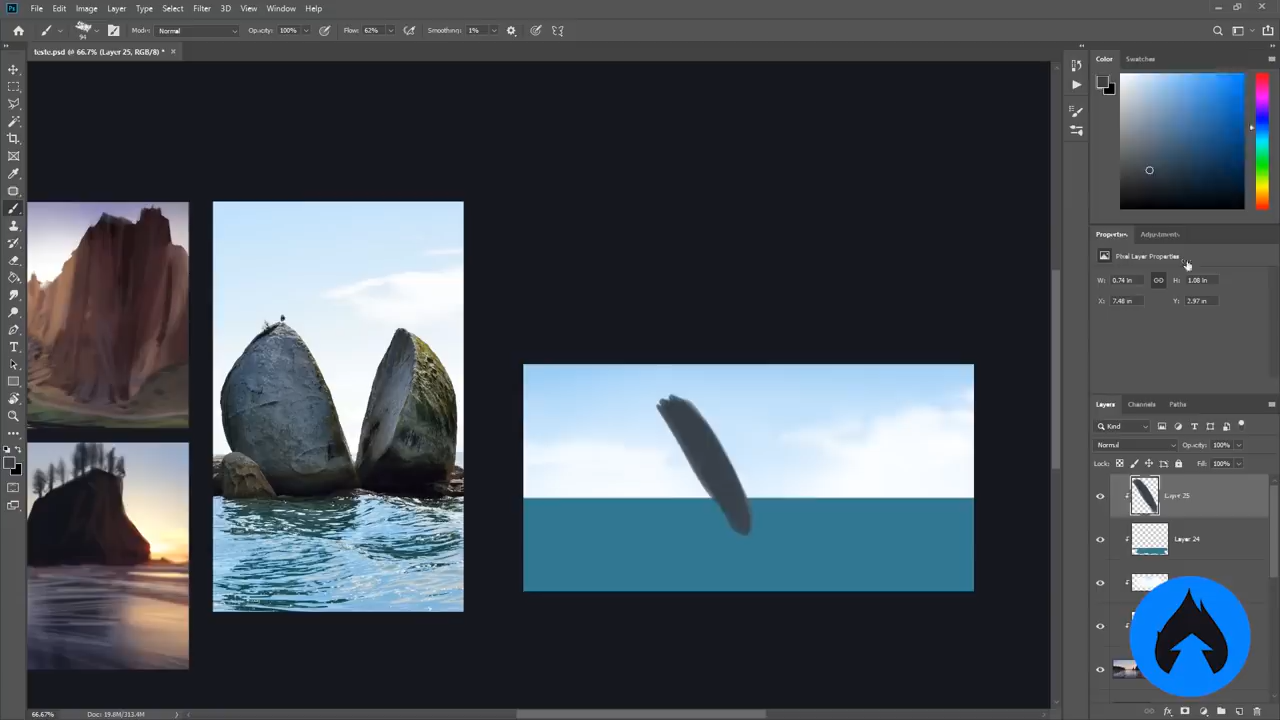 Ps File Edit Image Layer Type Select Filter 3D View Window Help
94 Mode: Normal Opacity: 100% Flow: 62% Smoothing: 1%
teste.psd @ 66.7% (Layer 25, RGB/8) *
Color Swatches
Properties Adjustments
Pixel Layer Properties
W: 0.74 in H: 1.08 in
X: 7.48 in Y: 2.97 in
Layers Channels Paths
Kind
Normal Opacity: 100%
Lock: Fill: 100%
Layer 25
Layer 24
66.67% Doc: 19.8M/313.4M